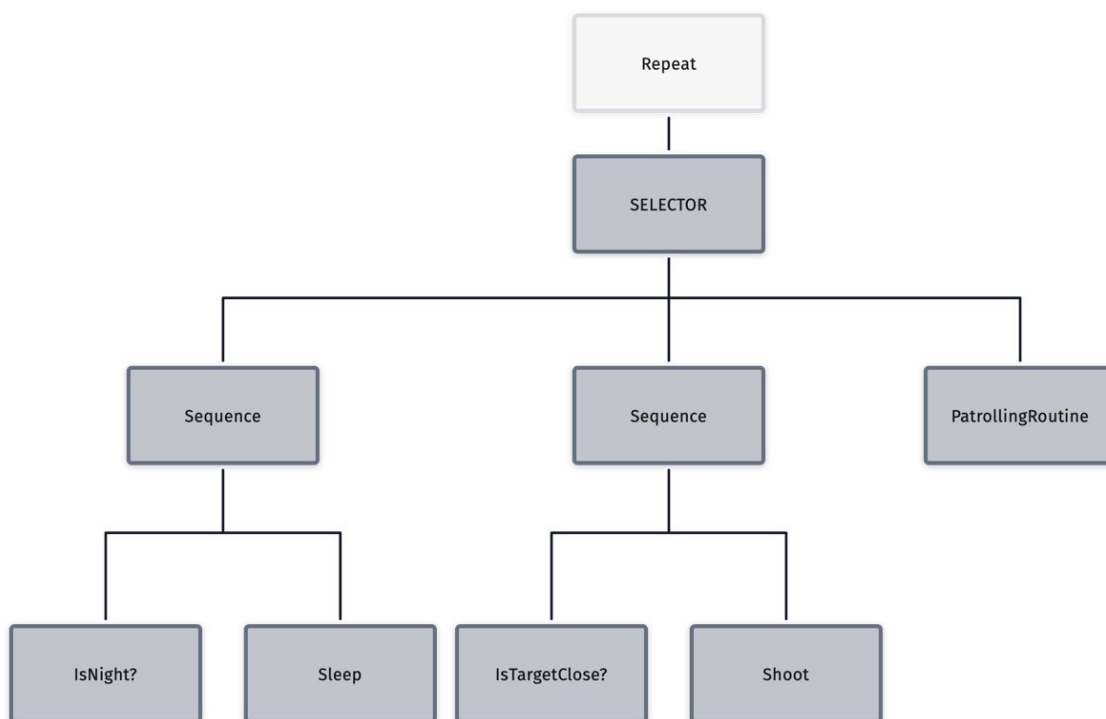 Repeat
SELECTOR
Sequence
Sequence
PatrollingRoutine
IsNight?
Sleep
IsTargetClose?
Shoot